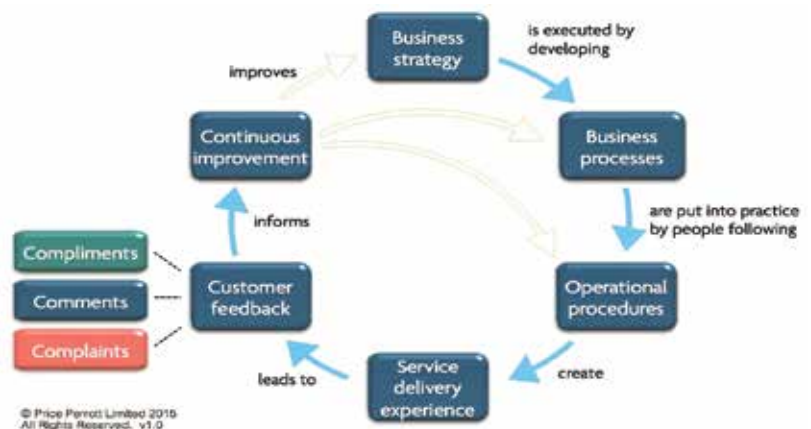 Business
strategy
is executed by
developing
improves
Continuous
improvement
Business
processes
informs
are put into practice
by people following
Compliments
Comments
Complaints
Customer
feedback
Operational
procedures
leads to
Service
delivery
experience
create
© Price Perrott Limited 2015
All Rights Reserved. v1.0